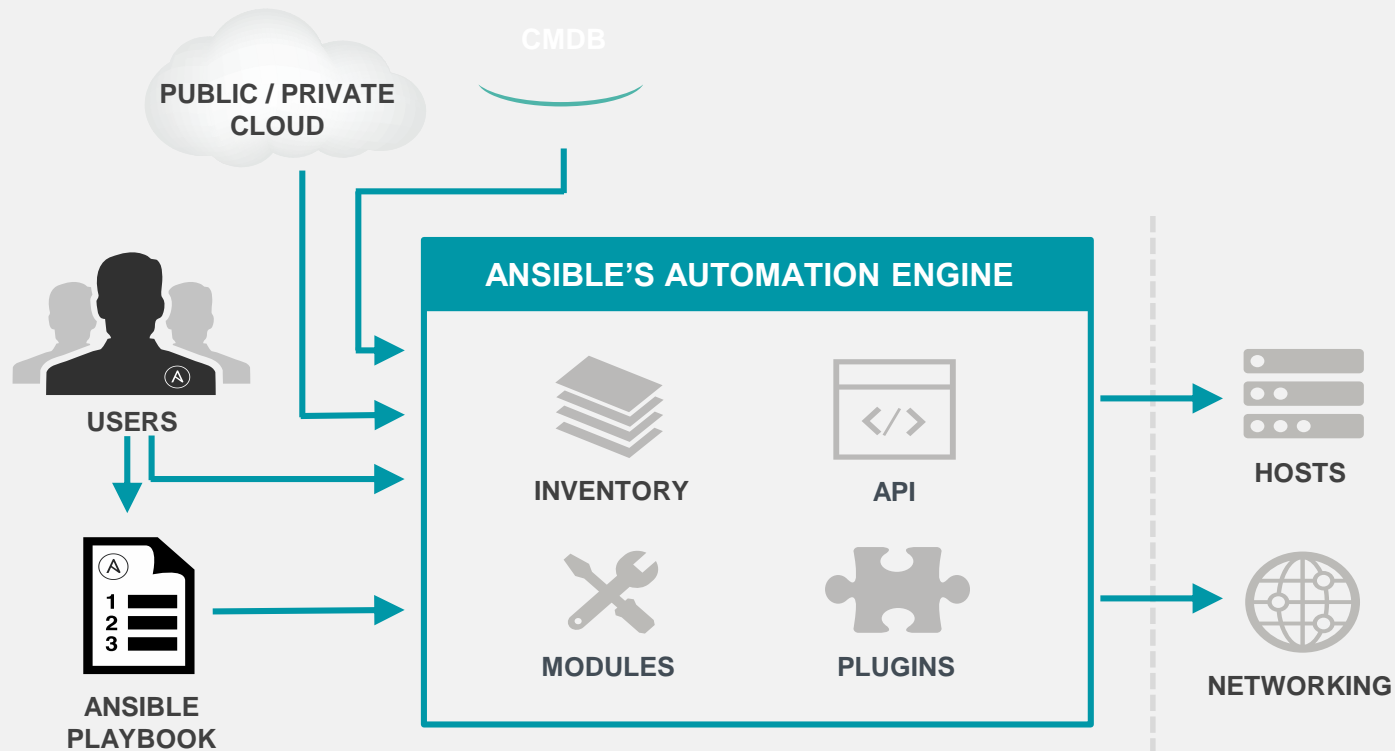 CMDB
PUBLIC / PRIVATE
CLOUD
ANSIBLE’S AUTOMATION ENGINE
USERS
INVENTORY
API
HOSTS
A
1
2
3
MODULES
PLUGINS
NETWORKING
ANSIBLE
PLAYBOOK